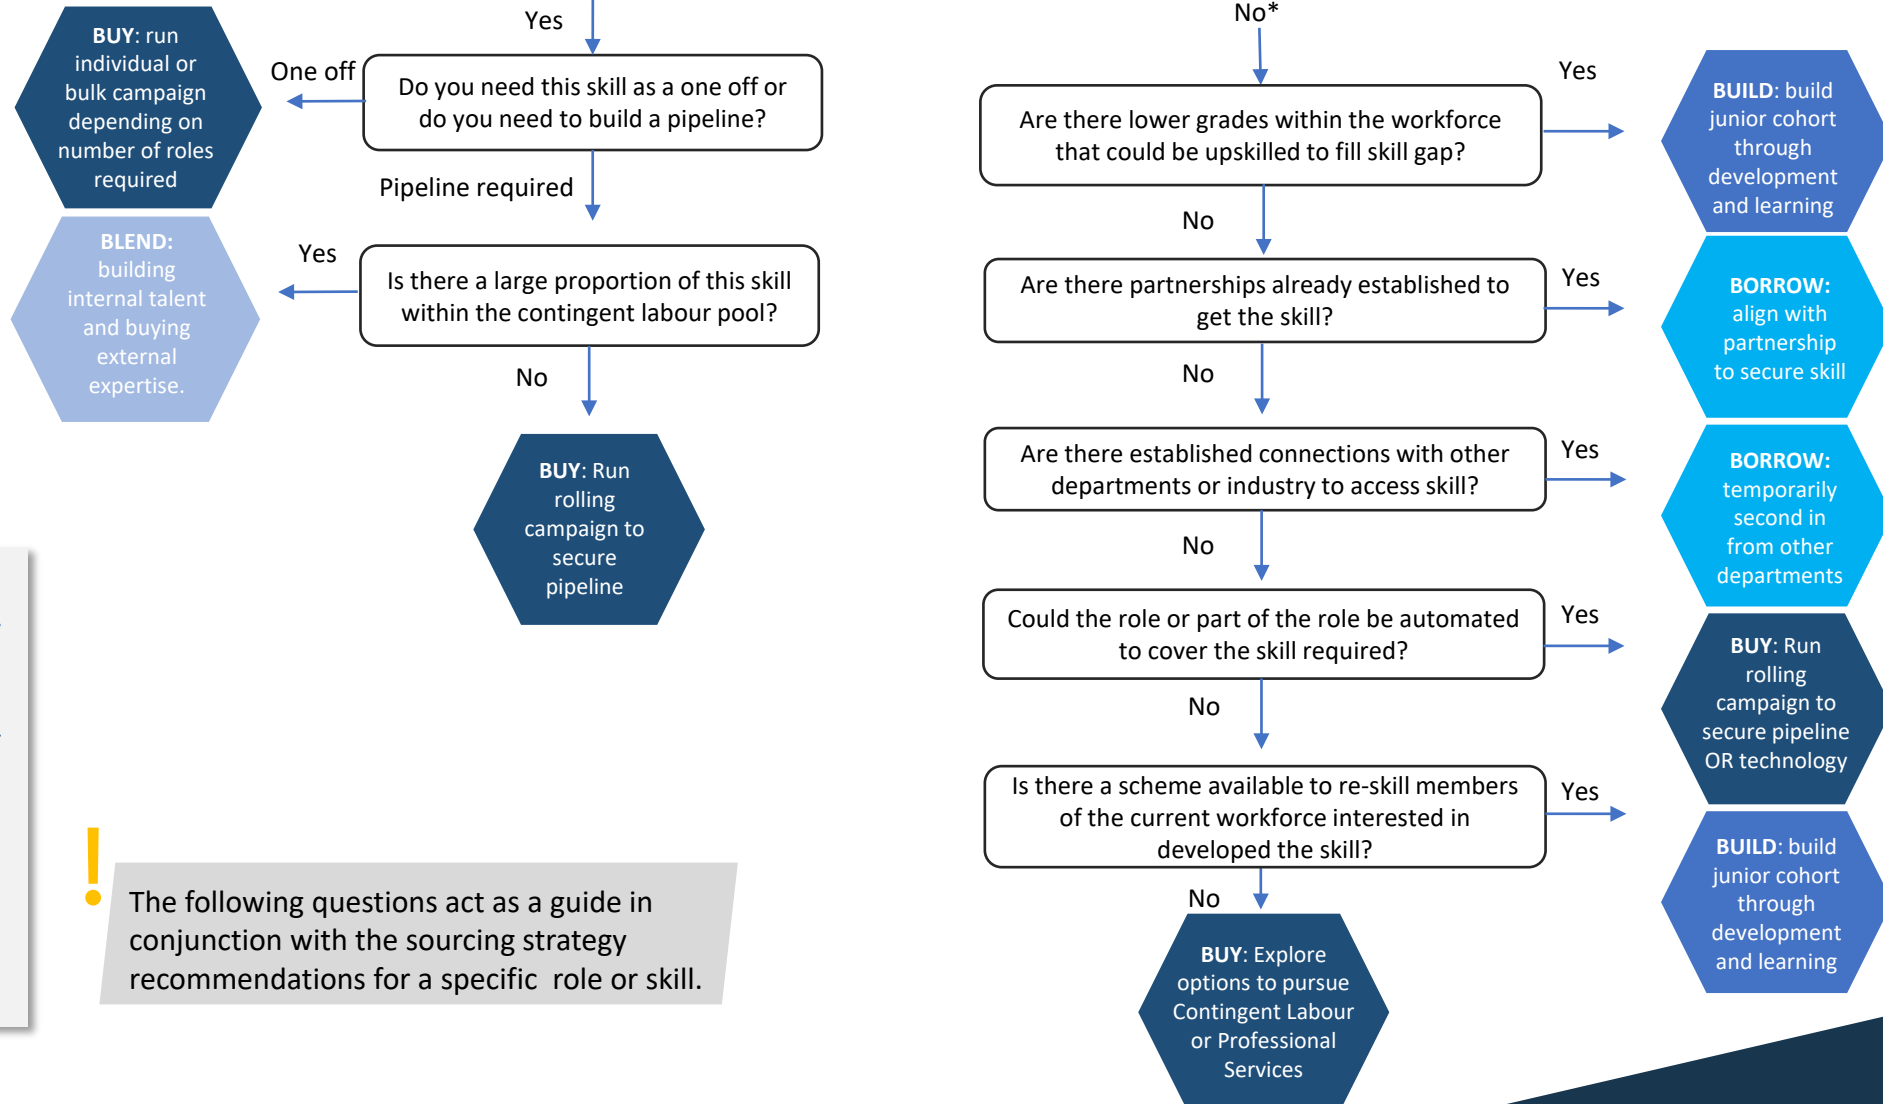 Yes
BUY: run
individual or
bulk campaign
depending on
number of roles
required
One off
Do you need this skill as a one off or
do you need to build a pipeline?
Pipeline required
BLEND:
building
internal talent
and buying
external
expertise.
Yes
Is there a large proportion of this skill
within the contingent labour pool?
No
BUY: Run
rolling
campaign to
secure
pipeline
!
The following questions act as a guide in
conjunction with the sourcing strategy
recommendations for a specific role or skill.
No*
Are there lower grades within the workforce
that could be upskilled to fill skill gap?
Yes
BUILD: build
junior cohort
through
development
and learning
No
Are there partnerships already established to
get the skill?
Yes
BORROW:
align with
partnership
to secure skill
No
Are there established connections with other
departments or industry to access skill?
Yes
BORROW:
temporarily
second in
from other
departments
No
Could the role or part of the role be automated
to cover the skill required?
Yes
BUY: Run
rolling
campaign to
secure pipeline
OR technology
No
Is there a scheme available to re-skill members
of the current workforce interested in
developed the skill?
Yes
BUILD: build
junior cohort
through
development
and learning
No
BUY: Explore
options to pursue
Contingent Labour
or Professional
Services